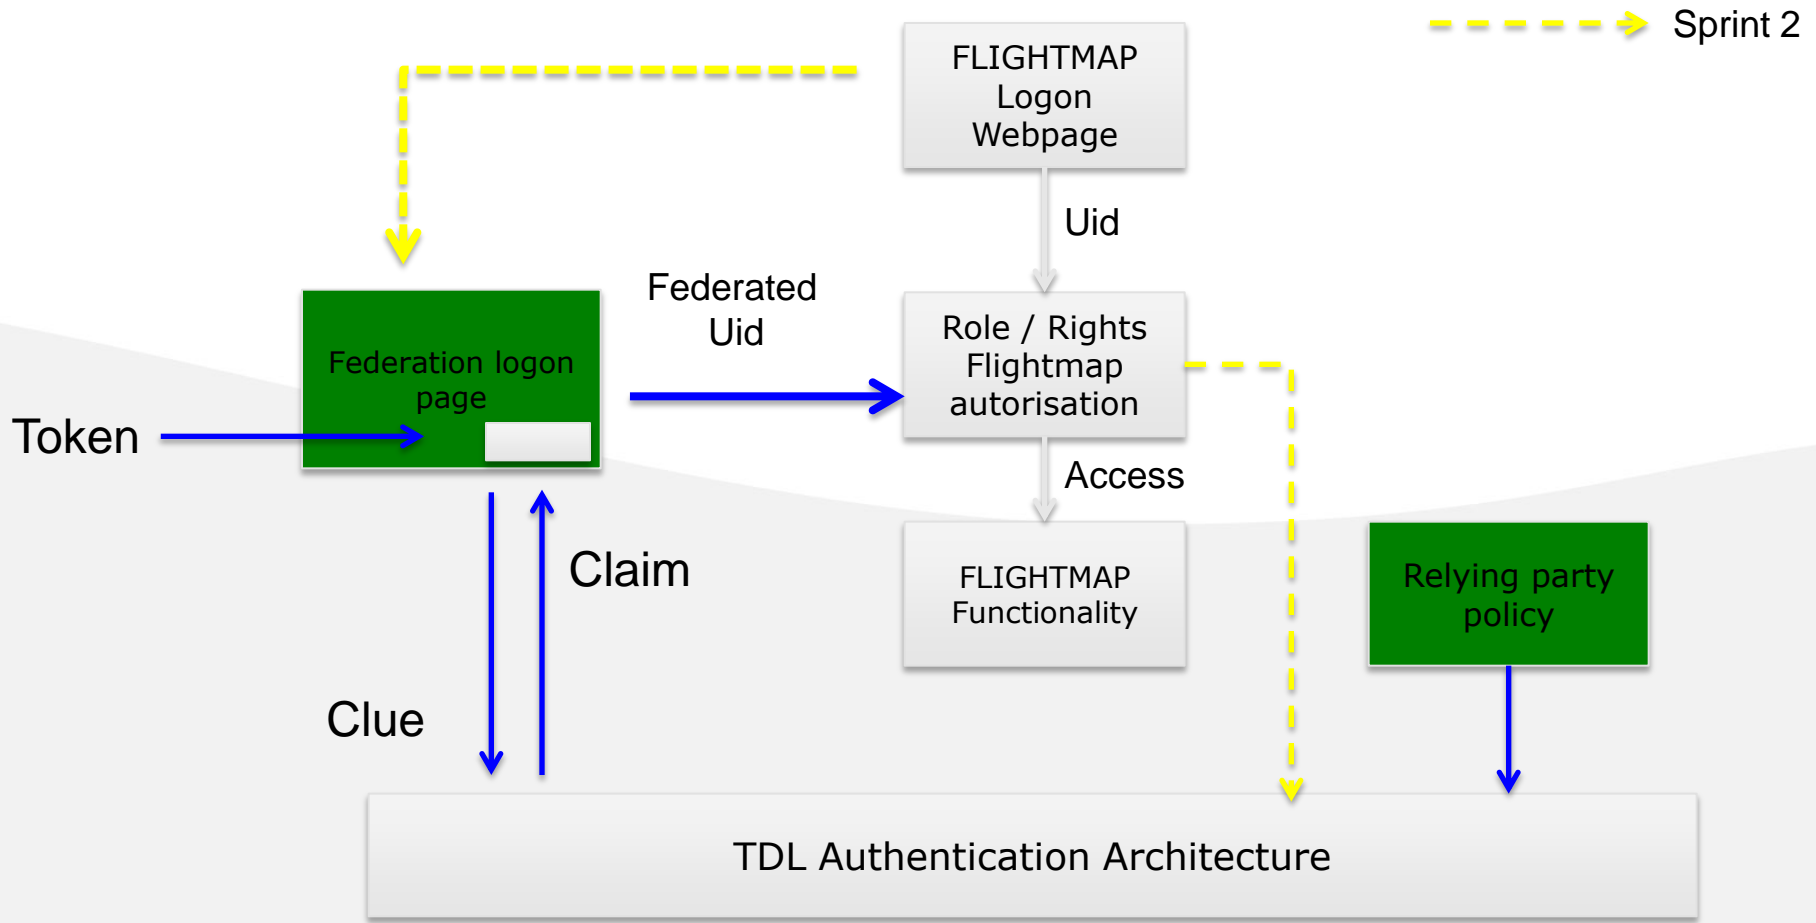 Sprint 2
FLIGHTMAP
Logon
Webpage
Uid
Federated
Uid
Role / Rights
Flightmap
autorisation
Federation logon
page
Token
Access
Claim
FLIGHTMAP
Functionality
Relying party
policy
Clue
TDL Authentication Architecture